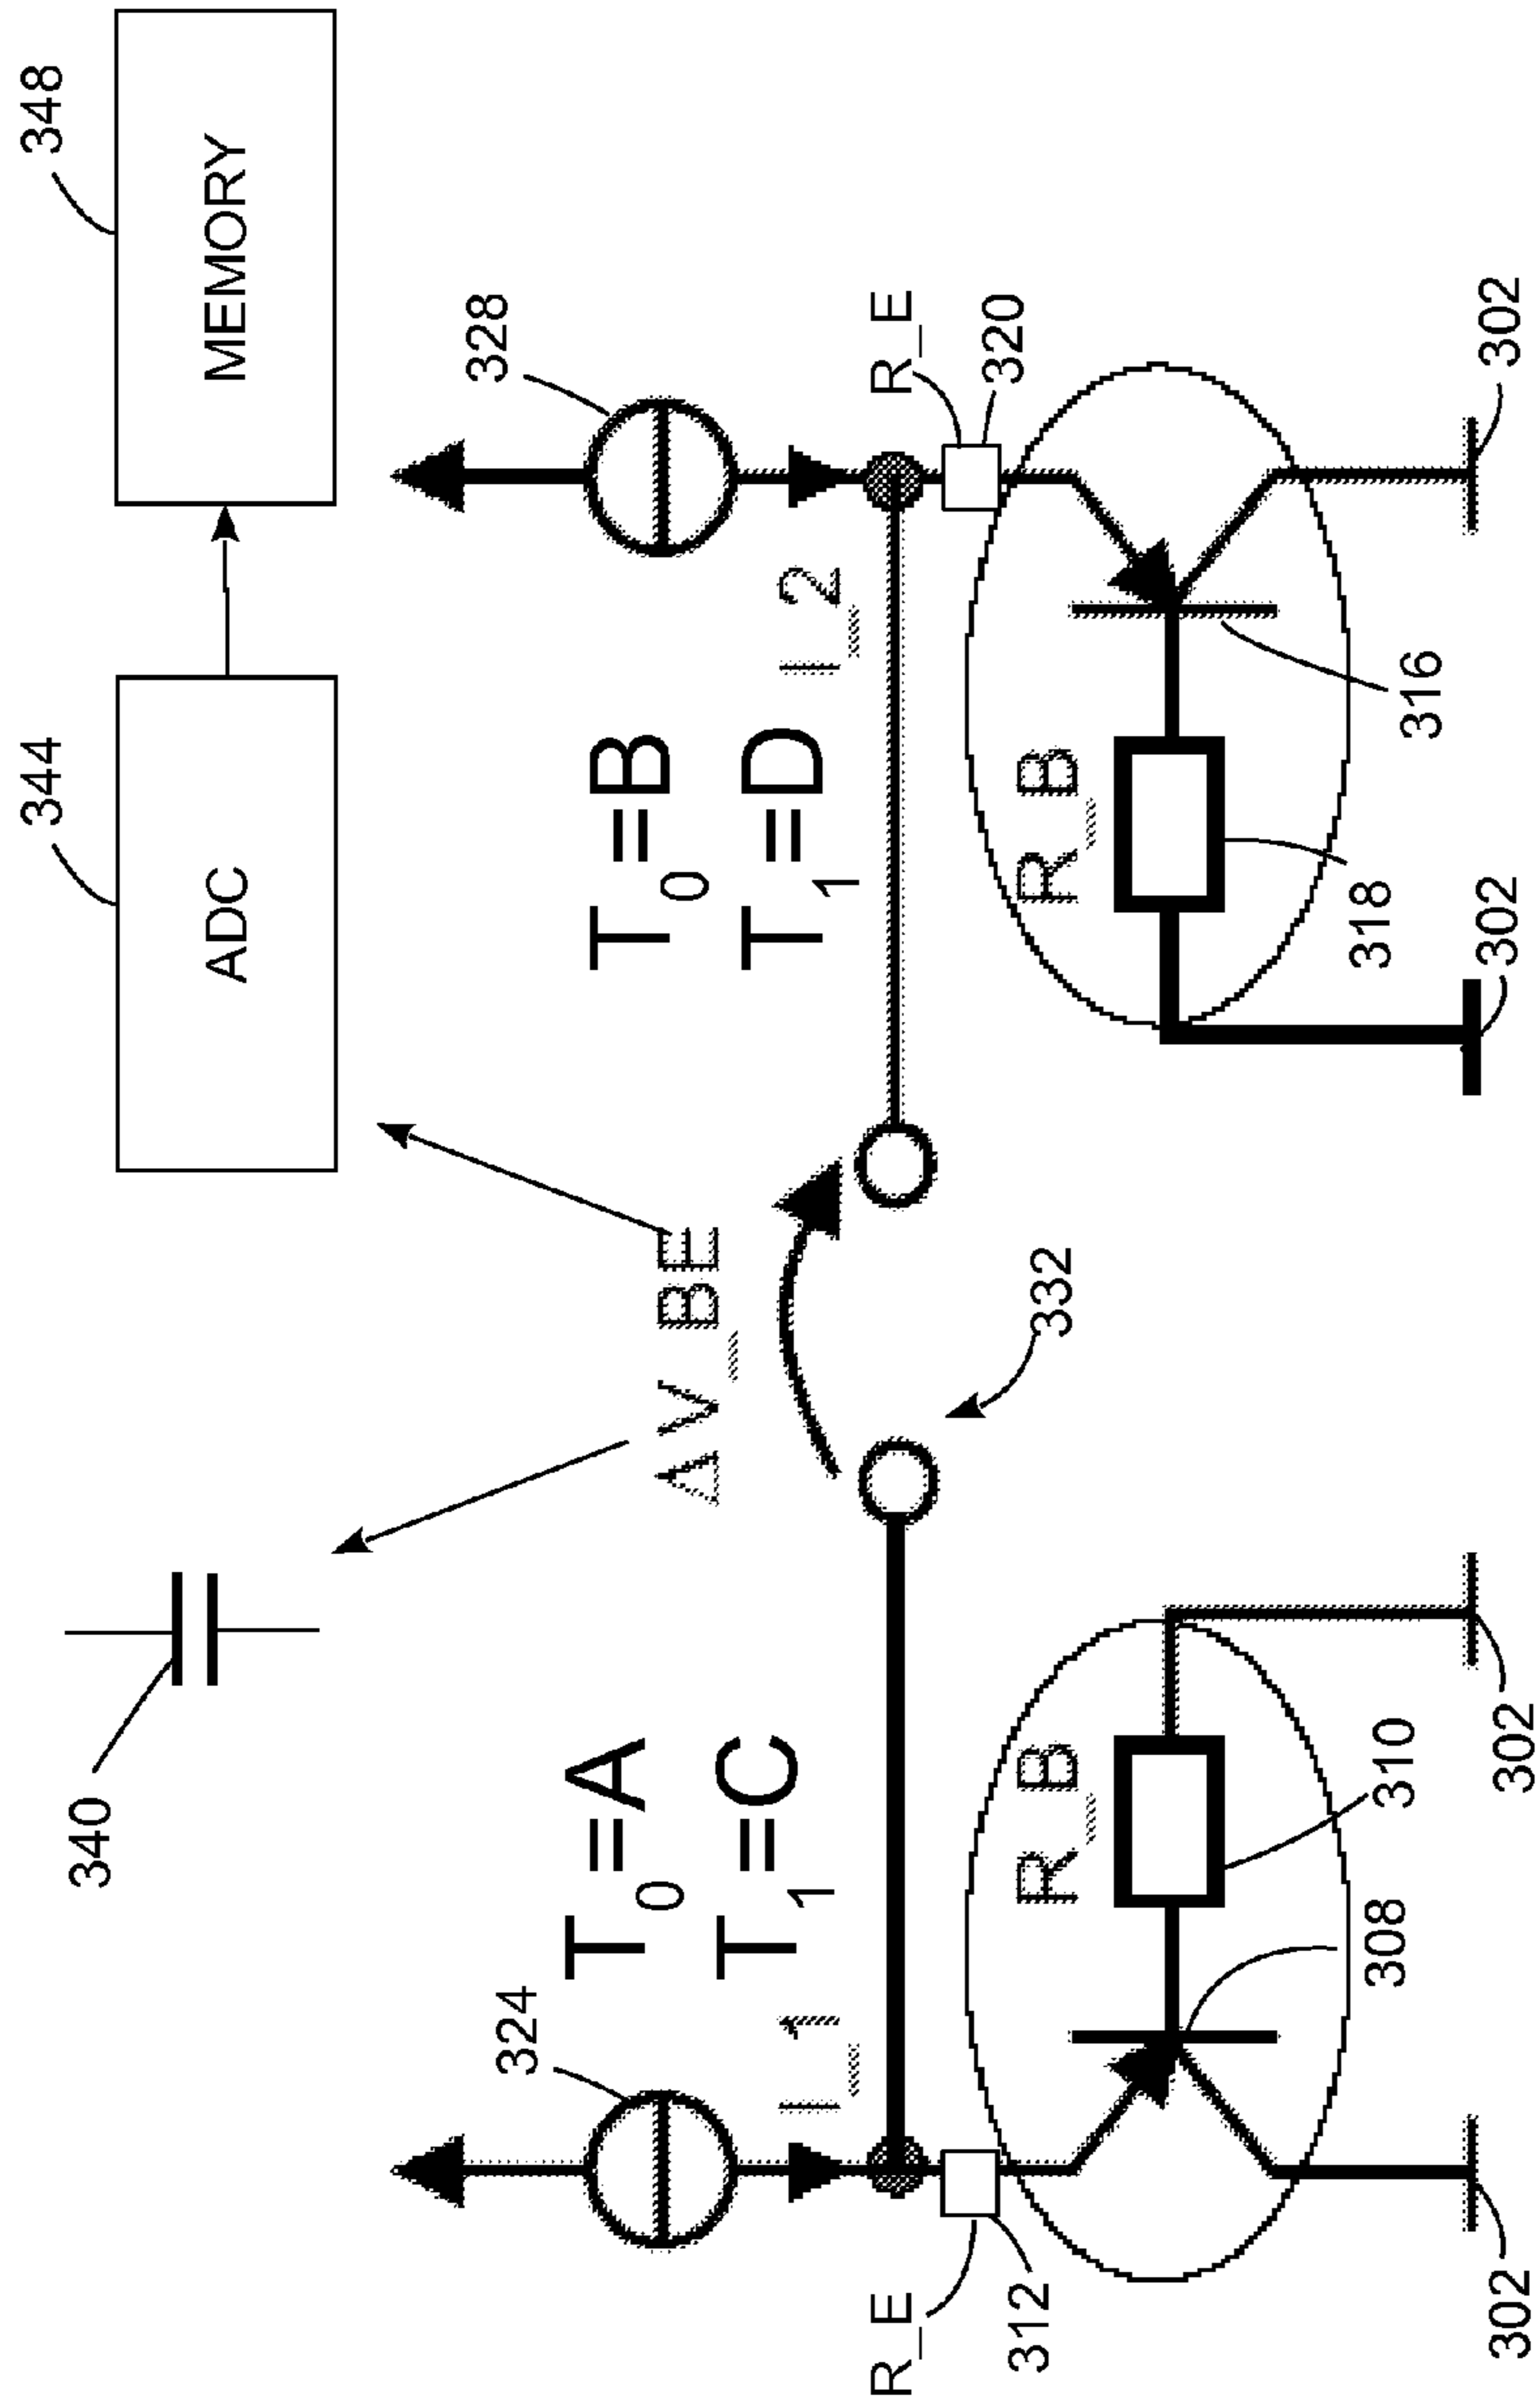 340
344
348
ADC
MEMORY
ΔV_BE
324
328
T0=A
T1=C
T0=B
T1=D
I_1
I_2
332
R_E
312
R_E
320
R_B
R_B
308
310
318
316
302
302
302
302